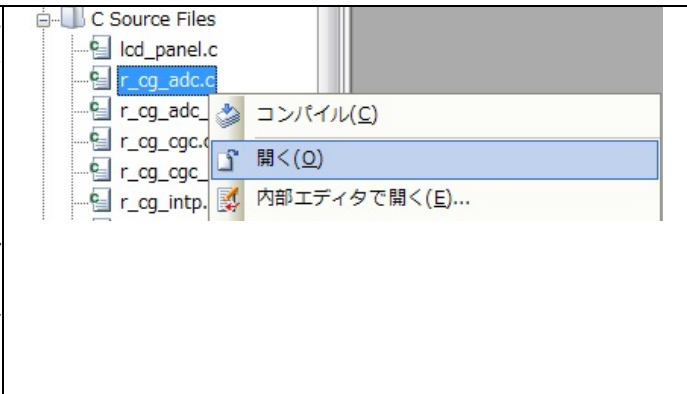 C Source Files
lcd_panel.c
r_cg_adc.c
r_cg_adc_
コンパイル(C)
r_cg_cgc.c
開く(O)
r_cg_cgc_
r_cg_intp.
内部エディタで開く(E)...